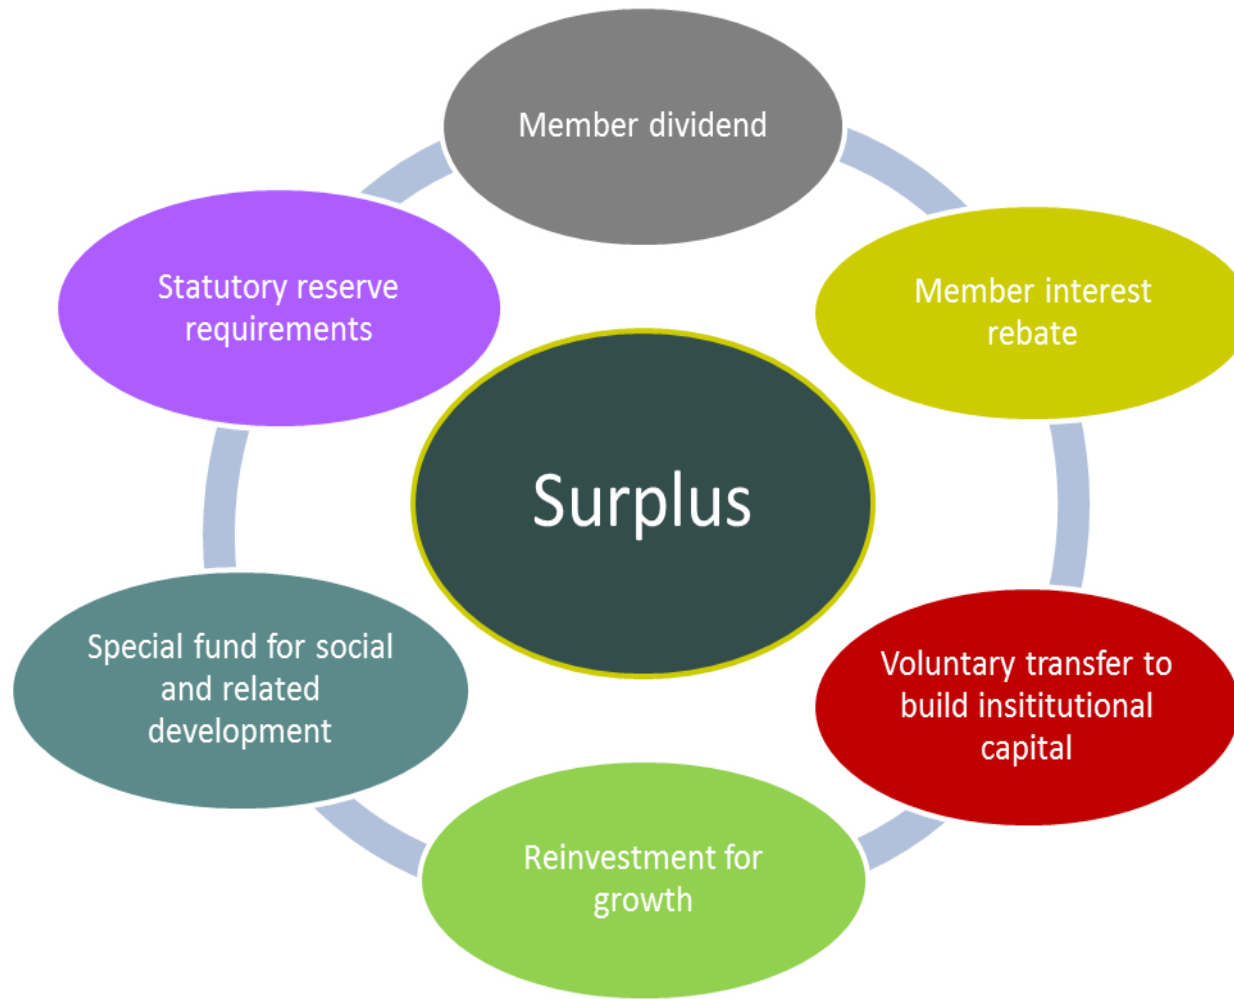 Member dividend
Member interest
rebate
Voluntary transfer to
build insititutional
capital
Reinvestment for
growth
Special fund for social
and related
development
Statutory reserve
requirements
Surplus